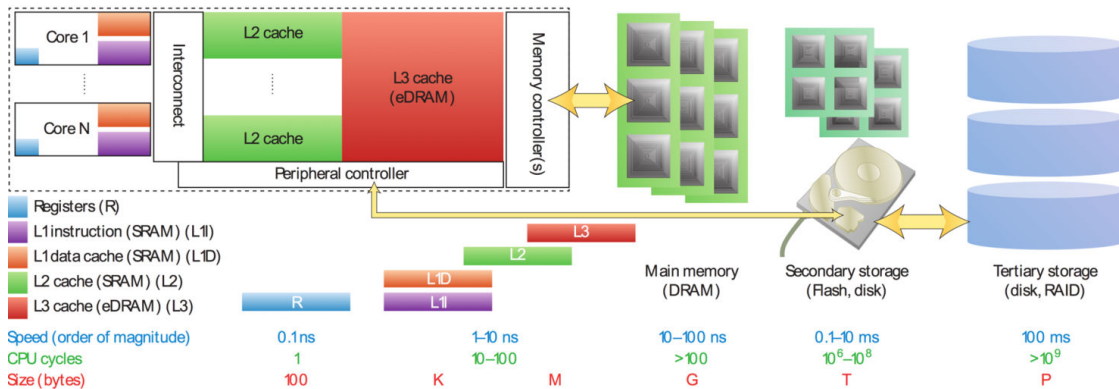 Core 1
Core N
Interconnect
L2 cache
L2 cache
L3 cache
(eDRAM)
Memory controller(s)
Peripheral controller
Registers (R)
L1 instruction (SRAM) (L1I)
L1 data cache (SRAM) (L1D)
L2 cache (SRAM) (L2)
L3 cache (eDRAM) (L3)
L3
L2
L1D
L1I
R
Main memory
(DRAM)
Secondary storage
(Flash, disk)
Tertiary storage
(disk, RAID)
Speed (order of magnitude) 0.1 ns 1–10 ns 10–100 ns 0.1–10 ms 100 ms
CPU cycles 1 10–100 >100 10⁶–10⁸ >10⁹
Size (bytes) 100 K M G T P